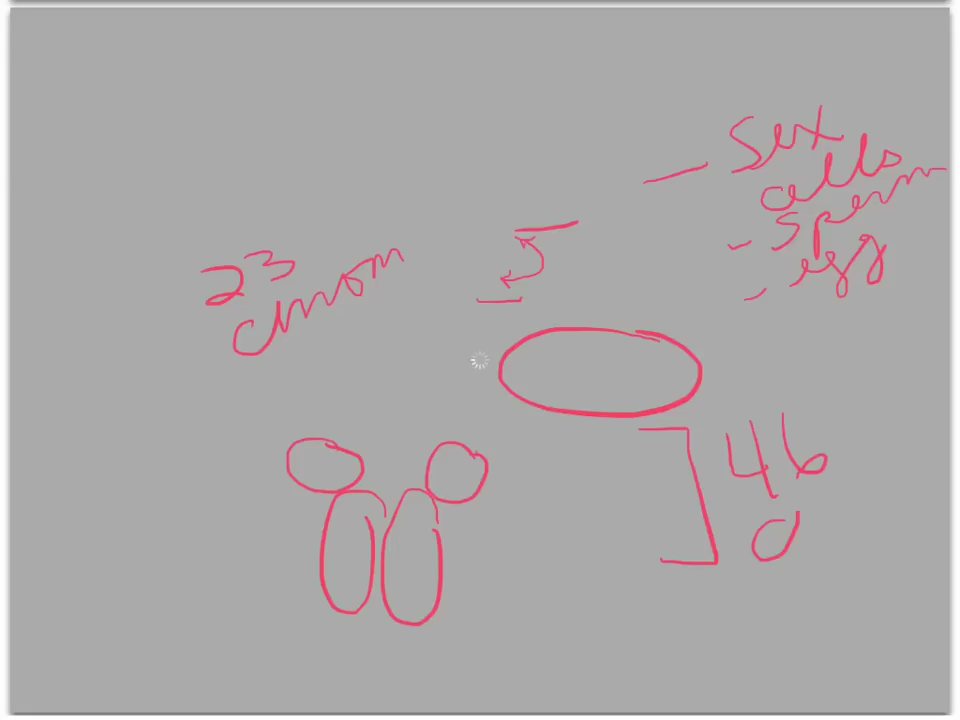 - Sex
cells
- sperm
- egg
23
chrom
46